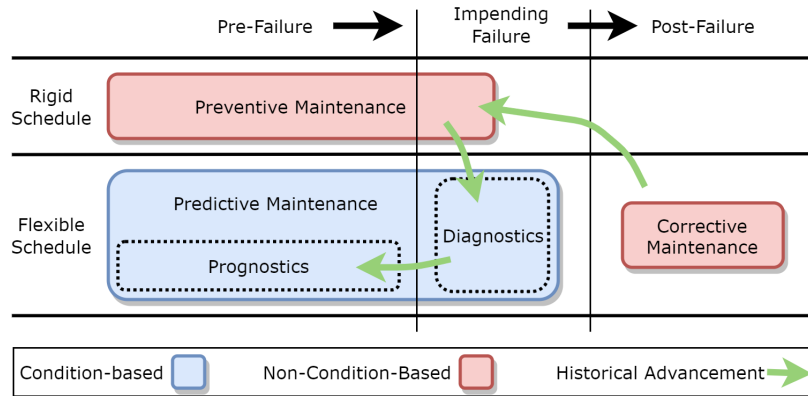 Pre-Failure
Impending
Failure
Post-Failure
Rigid
Schedule
Preventive Maintenance
Flexible
Schedule
Predictive Maintenance
Prognostics
Diagnostics
Corrective
Maintenance
Condition-based
Non-Condition-Based
Historical Advancement